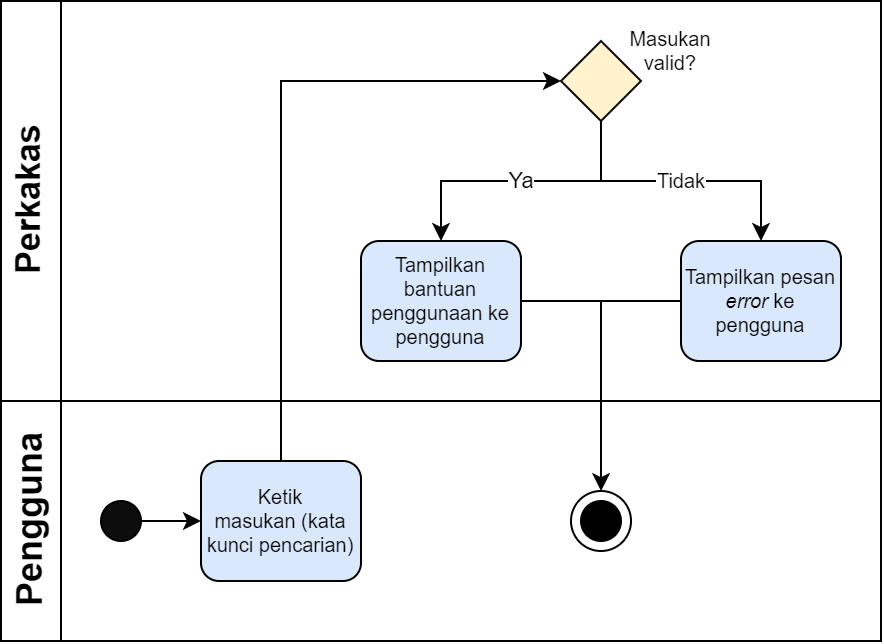 Perkakas
Masukan
valid?
Ya
Tidak
Tampilkan
bantuan
penggunaan ke
pengguna
Tampilkan pesan
error ke
pengguna
Pengguna
Ketik
masukan (kata
kunci pencarian)